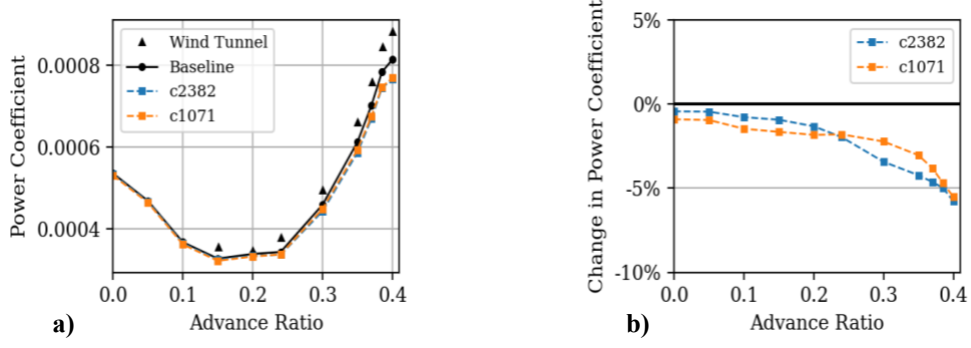 Power Coefficient
0.0008
0.0006
0.0004
Wind Tunnel
Baseline
c2382
c1071
0.0
0.1
0.2
0.3
0.4
Advance Ratio
a)
Change in Power Coefficient
5%
0%
-5%
-10%
c2382
c1071
0.0
0.1
0.2
0.3
0.4
Advance Ratio
b)